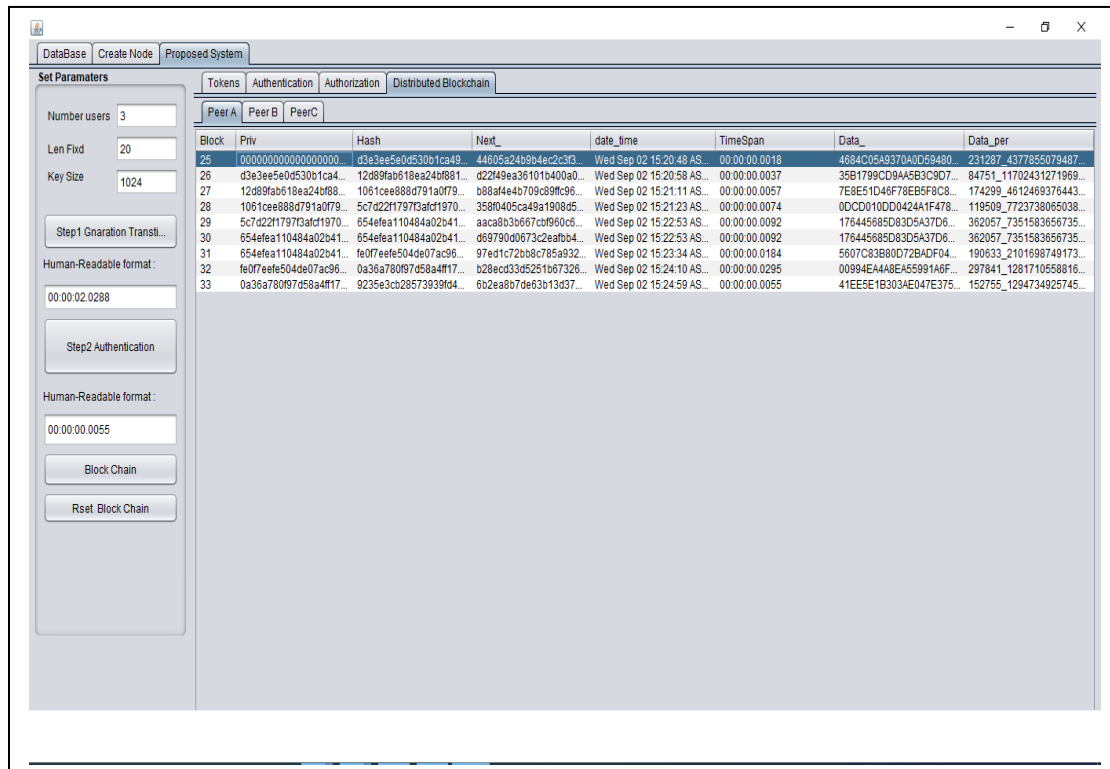 DataBase Create Node Proposed System
Set Paramaters
Number users 3
Len Fixd 20
Key Size 1024
Step1 Gnaration Transti...
Human-Readable format :
00:00:02.0288
Step2 Authentication
Human-Readable format :
00:00:00.0055
Block Chain
Rset Block Chain
Tokens Authentication Authorization Distributed Blockchain
Peer A Peer B PeerC
Block Priv Hash Next_ date_time TimeSpan Data_ Data_per
25 000000000000000000... d3e3ee5e0d530b1ca49... 44605a24b9b4ec2c3f3... Wed Sep 02 15:20:48 AS... 00:00:00.0018 4684C05A9370A0D59480... 231287_4377855079487...
26 d3e3ee5e0d530b1ca4... 12d89fab618ea24bf881... d22f49ea36101b400a0... Wed Sep 02 15:20:58 AS... 00:00:00.0037 35B1799CD9AA5B3C9D7... 84751_11702431271969...
27 12d89fab618ea24bf88... 1061cee888d791a0f79... b88af4e4b709c89ffc96... Wed Sep 02 15:21:11 AS... 00:00:00.0057 7E8E51D46F78EB5F8C8... 174299_4612469376443...
28 1061cee888d791a0f79... 5c7d22f1797f3afcf1970... 358f0405ca49a1908d5... Wed Sep 02 15:21:23 AS... 00:00:00.0074 0DCD010DD0424A1F478... 119509_7723738065038...
29 5c7d22f1797f3afcf1970... 654efea110484a02b41... aaca8b3b667cbf960c6... Wed Sep 02 15:22:53 AS... 00:00:00.0092 176445685D83D5A37D6... 362057_7351583656735...
30 654efea110484a02b41... 654efea110484a02b41... d69790d0673c2eafbb4... Wed Sep 02 15:22:53 AS... 00:00:00.0092 176445685D83D5A37D6... 362057_7351583656735...
31 654efea110484a02b41... fe0f7eefe504de07ac96... 97ed1c72bb8c785a932... Wed Sep 02 15:23:34 AS... 00:00:00.0184 5607C83B80D72BADF04... 190633_2101698749173...
32 fe0f7eefe504de07ac96... 0a36a780f97d58a4ff17... b28ecd33d5251b67326... Wed Sep 02 15:24:10 AS... 00:00:00.0295 00994EA4A8EA55991A6F... 297841_1281710558816...
33 0a36a780f97d58a4ff17... 9235e3cb28573939fd4... 6b2ea8b7de63b13d37... Wed Sep 02 15:24:59 AS... 00:00:00.0055 41EE5E1B303AE047E375... 152755_1294734925745...